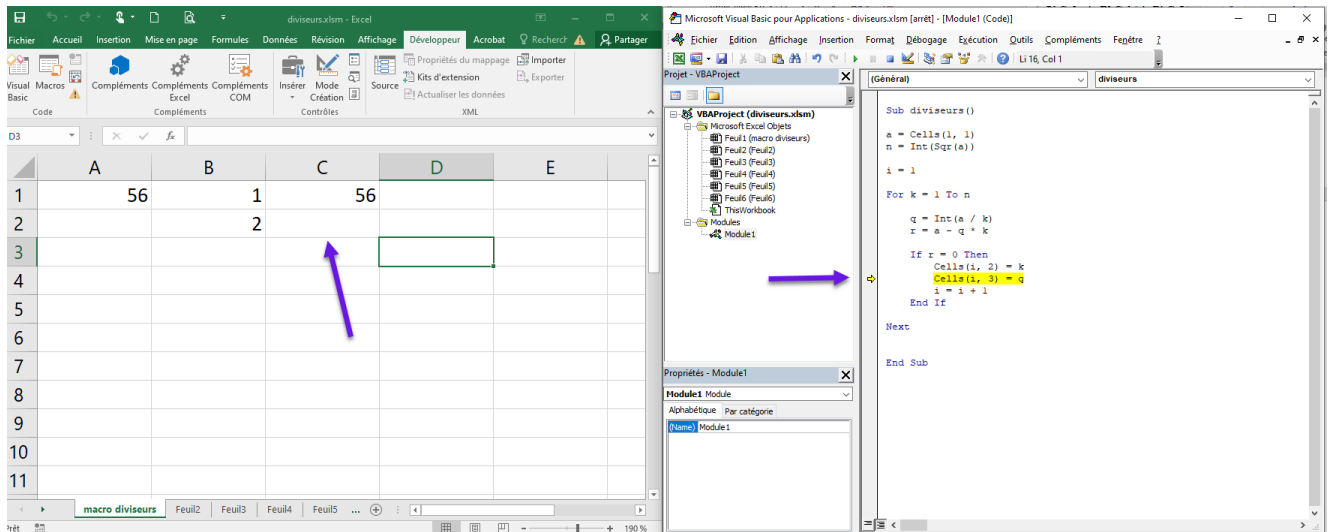 diviseurs.xlsm - Excel
Fichier Accueil Insertion Mise en page Formules Données Révision Affichage Développeur Acrobat Recherch Partager
Visual Basic
Macros
Compléments
Compléments Excel
Compléments COM
Insérer
Mode Création
Source
Propriétés du mappage
Kits d'extension
Actualiser les données
Importer
Exporter
Code Compléments Contrôles XML
D3
fx
A B C D E
1 56 1 56
2 2
3
4
5
6
7
8
9
10
11
macro diviseurs Feuil2 Feuil3 Feuil4 Feuil5 ...
Prêt
190 %
Microsoft Visual Basic pour Applications - diviseurs.xlsm [arrêt] - [Module1 (Code)]
Fichier Edition Affichage Insertion Format Débogage Exécution Outils Compléments Fenêtre ?
Li 16, Col 1
Projet - VBAProject
VBAProject (diviseurs.xlsm)
Microsoft Excel Objets
Feuil1 (macro diviseurs)
Feuil2 (Feuil2)
Feuil3 (Feuil3)
Feuil4 (Feuil4)
Feuil5 (Feuil5)
Feuil6 (Feuil6)
ThisWorkbook
Modules
Module1
Propriétés - Module1
Module1 Module
Alphabétique Par catégorie
(Name) Module1
(Général) diviseurs
Sub diviseurs()
a = Cells(1, 1)
n = Int(Sqr(a))
i = 1
For k = 1 To n
q = Int(a / k)
r = a - q * k
If r = 0 Then
Cells(i, 2) = k
Cells(i, 3) = q
i = i + 1
End If
Next
End Sub